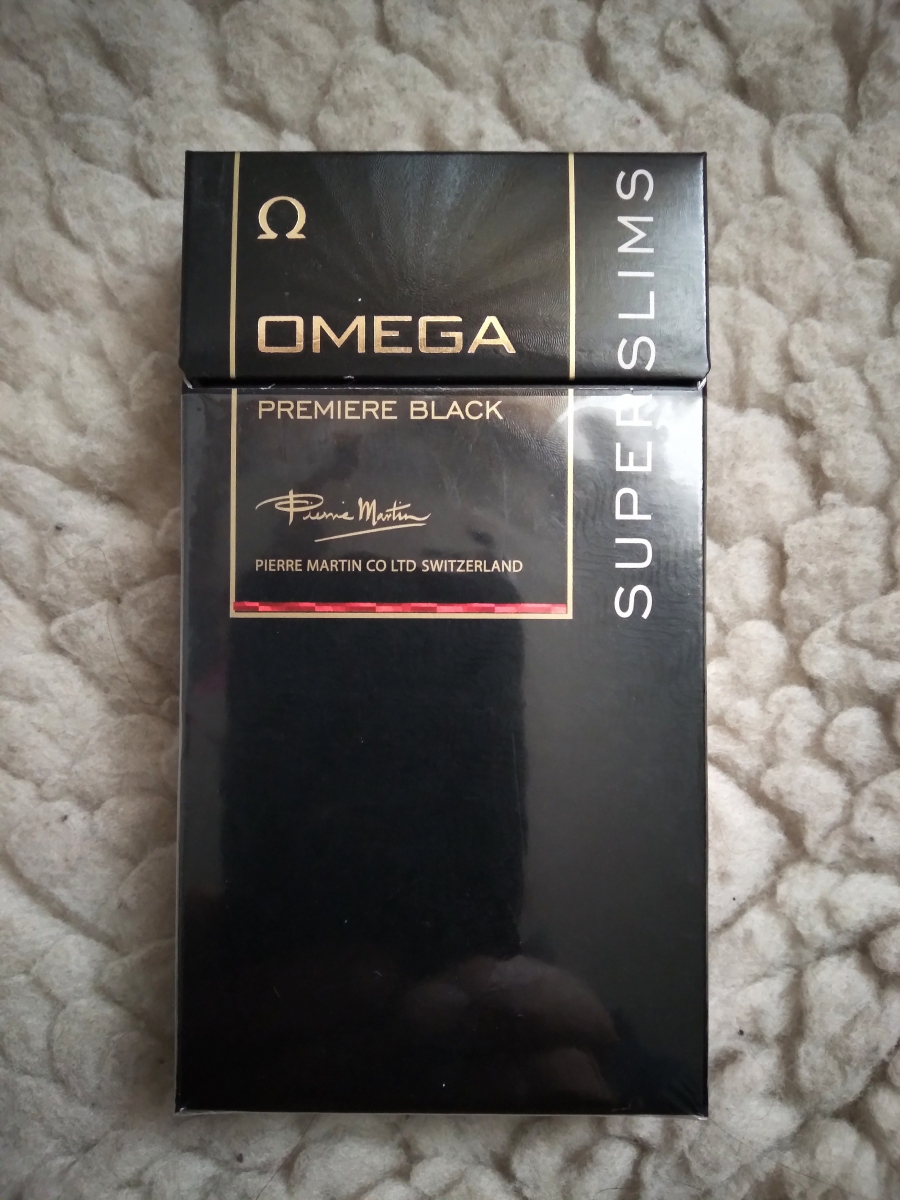 Ω
OMEGA
PREMIERE BLACK
Pierre Martin
PIERRE MARTIN CO LTD SWITZERLAND
SUPERSLIMS